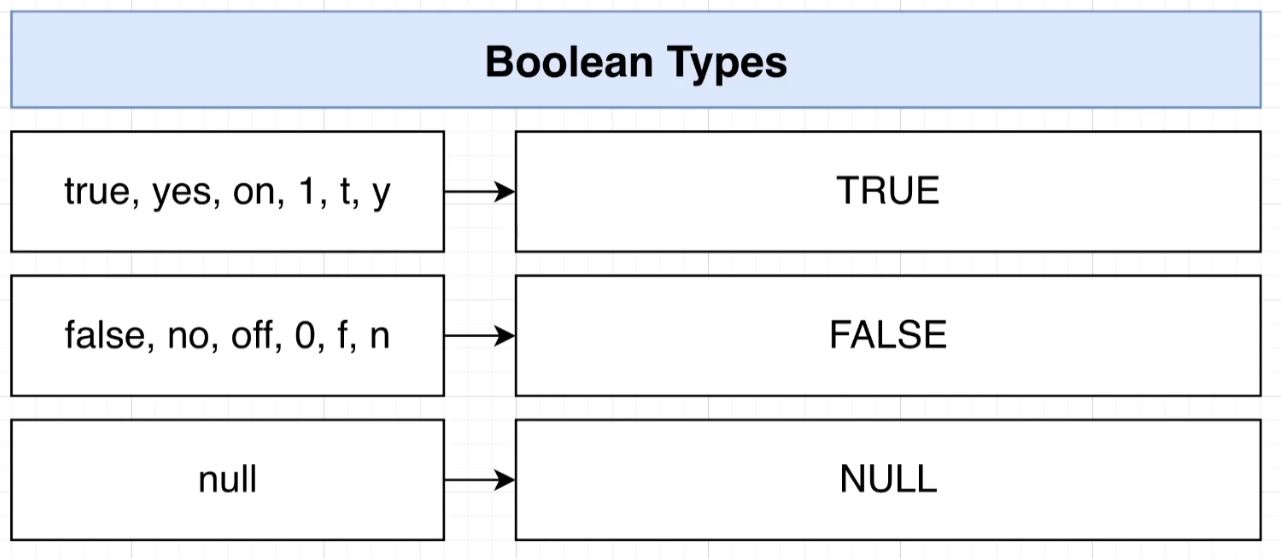 Boolean Types
true, yes, on, 1, t, y
TRUE
false, no, off, 0, f, n
FALSE
null
NULL